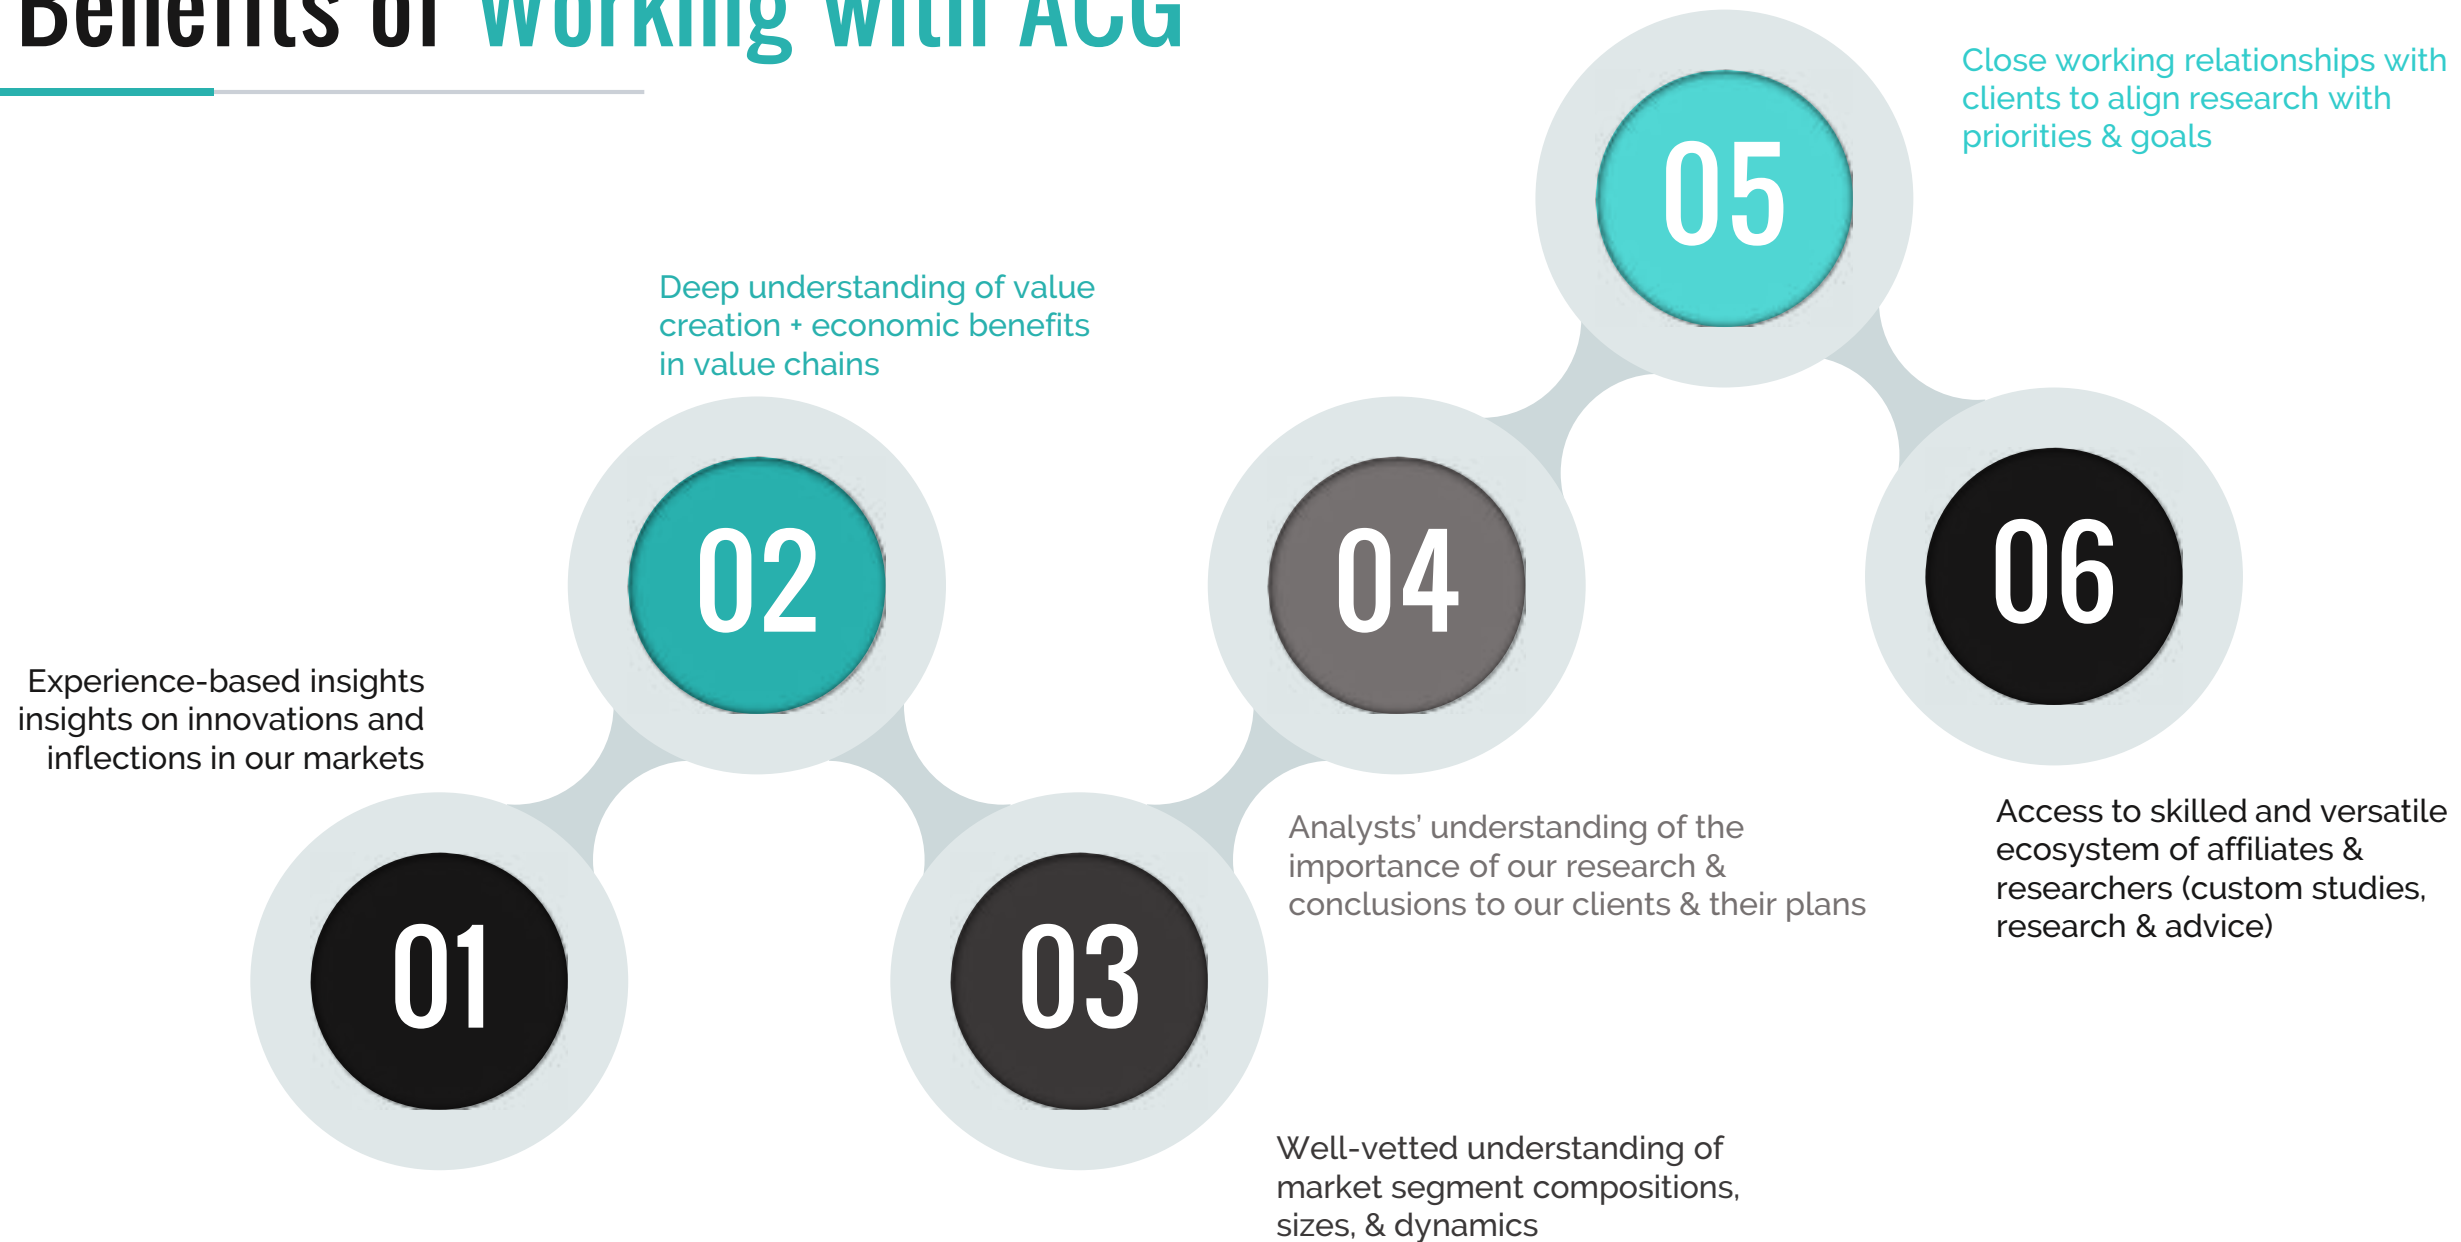 Benefits of Working with ACG
01
Experience-based insights
insights on innovations and
inflections in our markets
02
Deep understanding of value
creation + economic benefits
in value chains
03
Well-vetted understanding of
market segment compositions,
sizes, & dynamics
04
Analysts’ understanding of the
importance of our research &
conclusions to our clients & their plans
05
Close working relationships with
clients to align research with
priorities & goals
06
Access to skilled and versatile
ecosystem of affiliates &
researchers (custom studies,
research & advice)